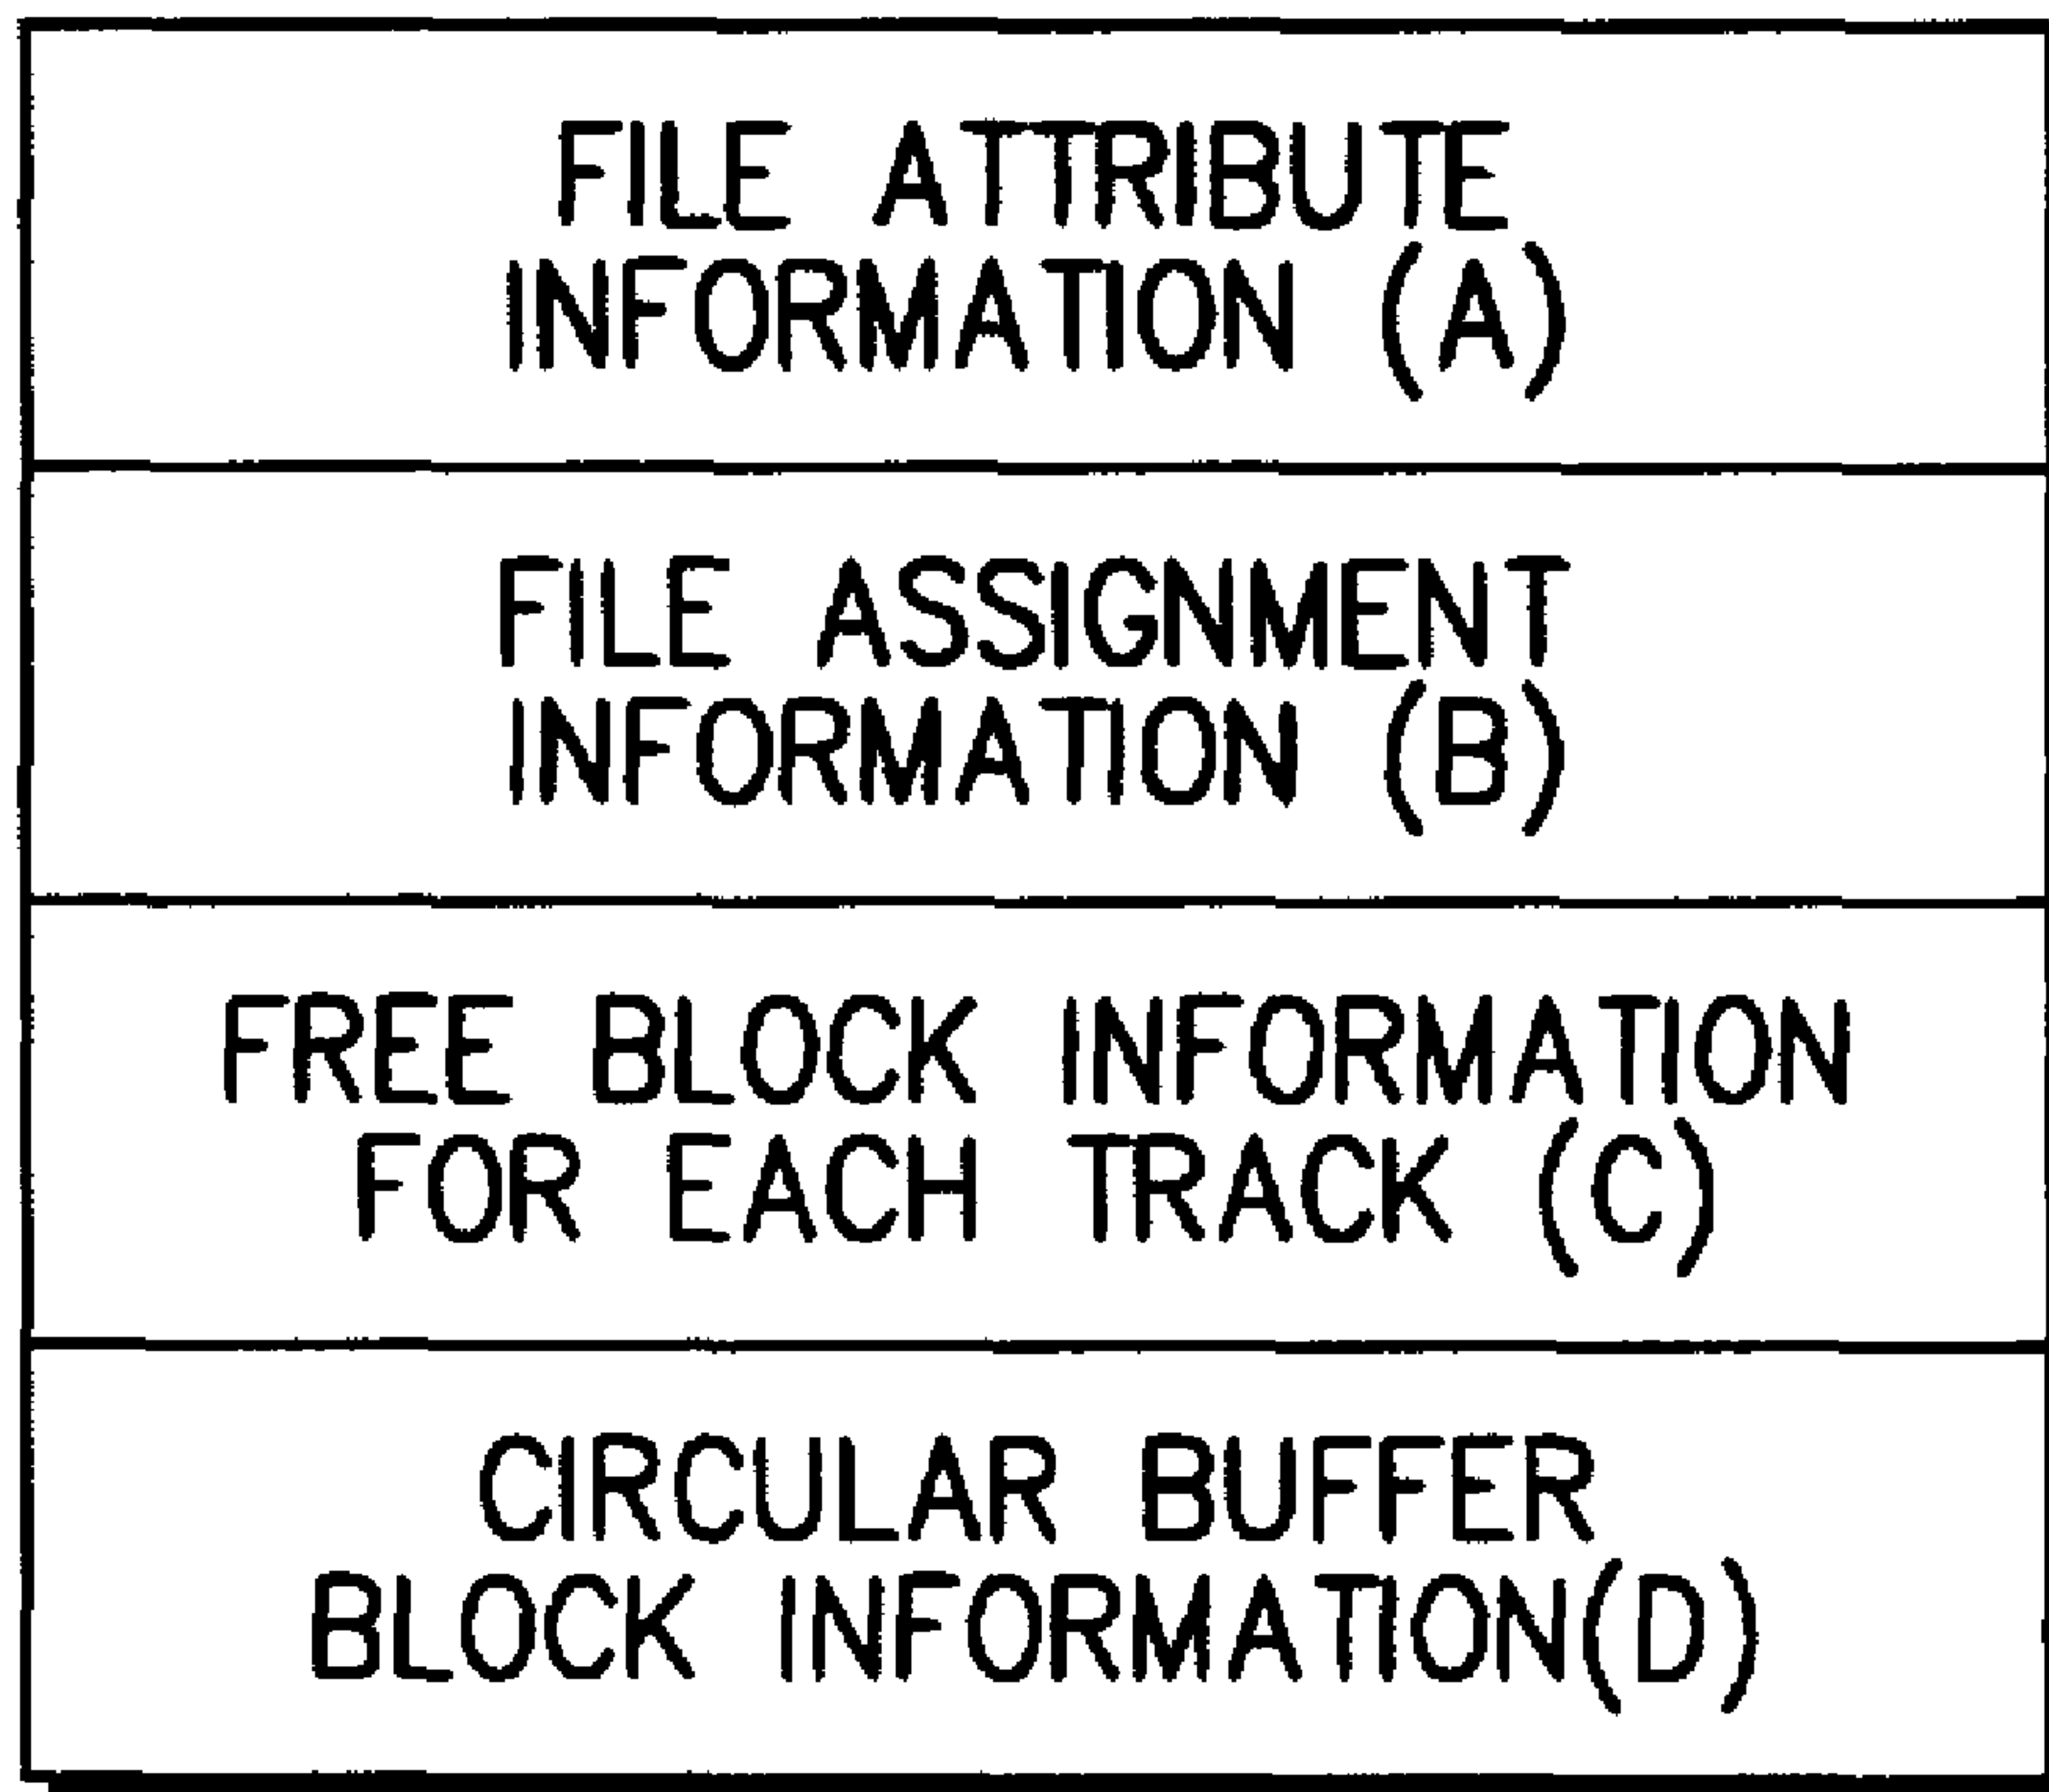 FILE ATTRIBUTE
INFORMATION (A)
FILE ASSIGNMENT
INFORMATION (B)
FREE BLOCK INFORMATION
FOR EACH TRACK (C)
CIRCULAR BUFFER
BLOCK INFORMATION(D)